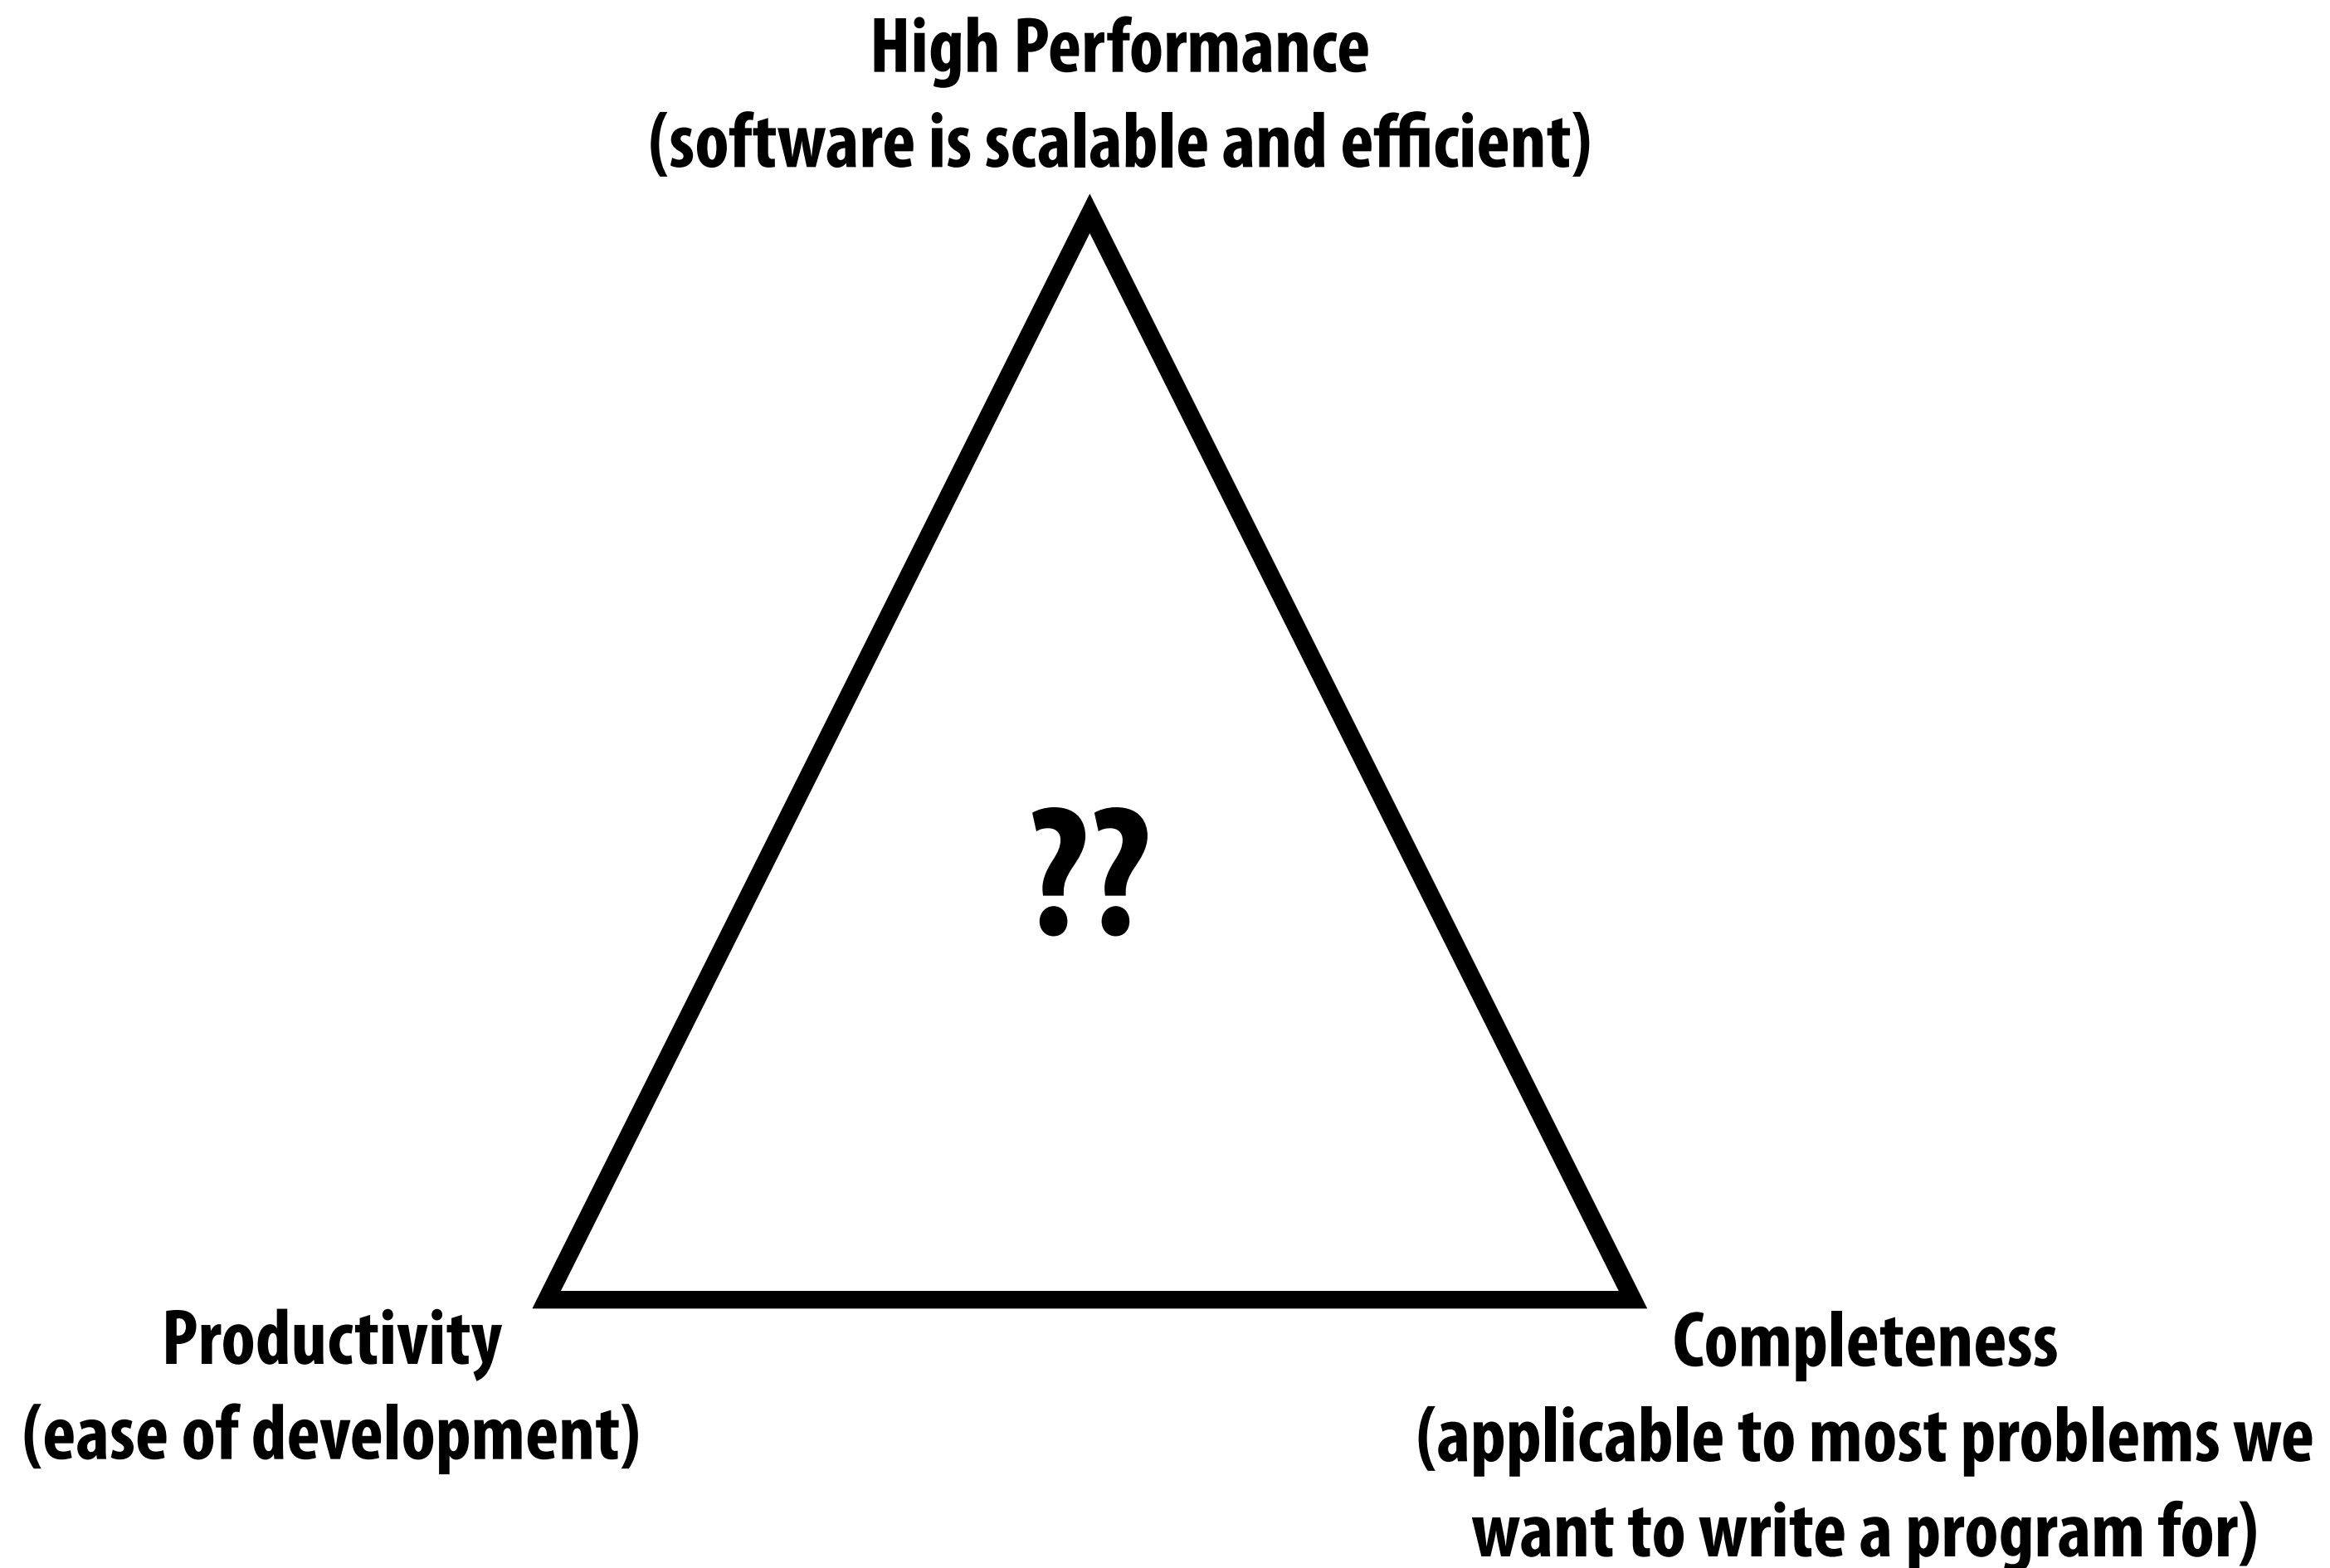 High Performance
(software is scalable and efficient)
??
Productivity
(ease of development)
Completeness
(applicable to most problems we
want to write a program for)